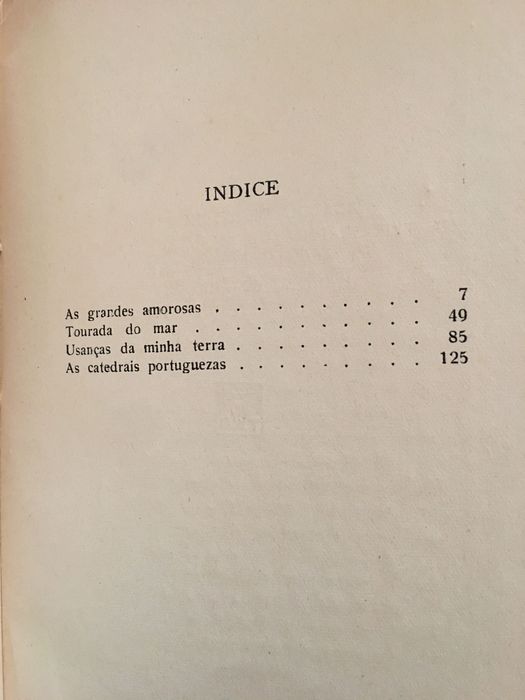 INDICE
As grandes amorosas . . . . . . . . . . 7
Tourada do mar . . . . . . . . . . 49
Usanças da minha terra . . . . . . . . . 85
As catedrais portuguezas . . . . . . . . . 125